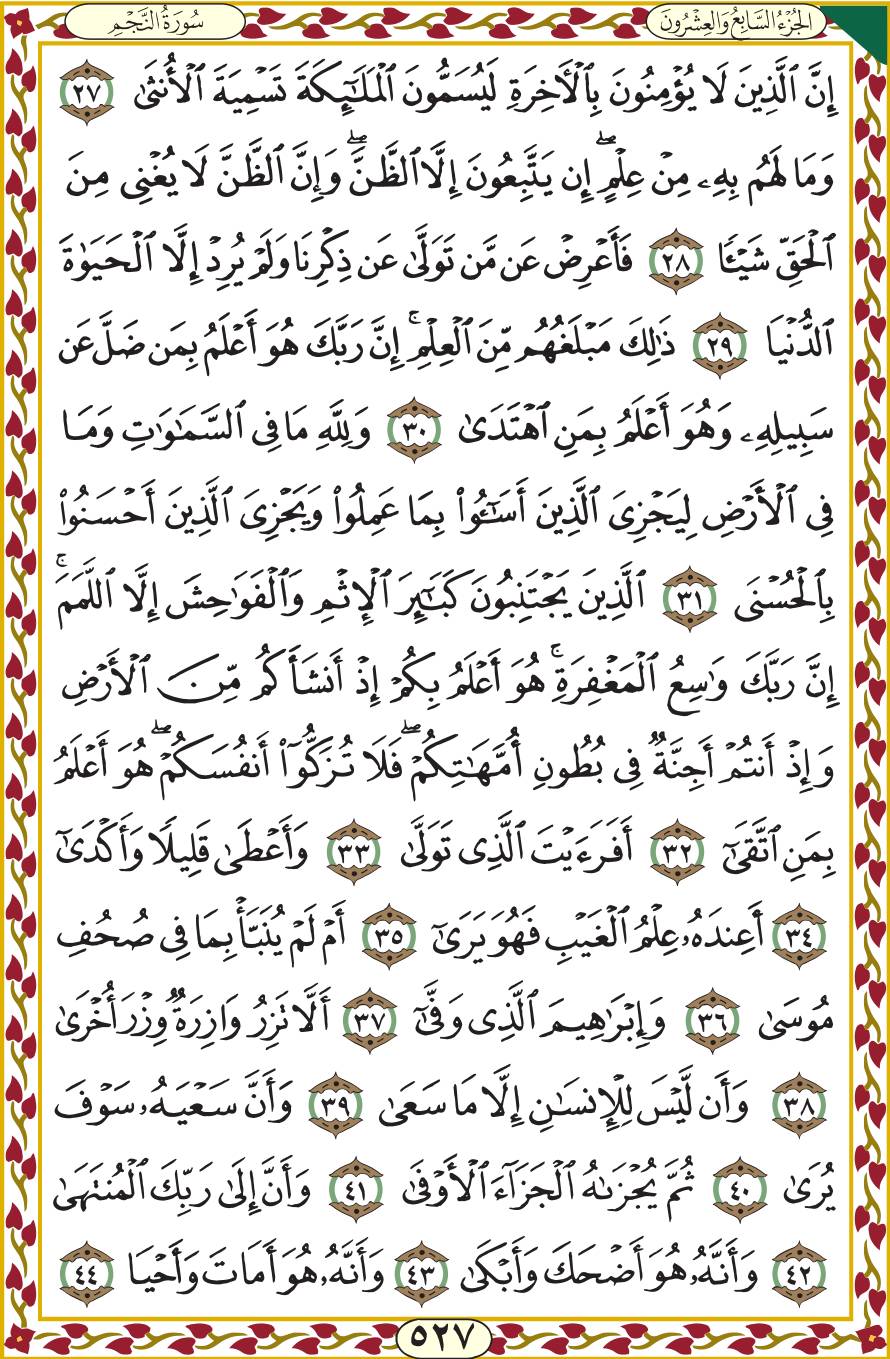 الجُزْءُ السَّابِعُ وَالعِشْرُونَ
سُورَةُ النَّجْمِ
إِنَّ ٱلَّذِينَ لَا يُؤْمِنُونَ بِٱلْأَخِرَةِ لَيُسَمُّونَ ٱلْمَلَـٰٓئِكَةَ تَسْمِيَةَ ٱلْأُنثَىٰ ٢٧
وَمَا لَهُم بِهِۦ مِنْ عِلْمٍۖ إِن يَتَّبِعُونَ إِلَّا ٱلظَّنَّۖ وَإِنَّ ٱلظَّنَّ لَا يُغْنِى مِنَ
ٱلْحَقِّ شَيْـًٔا ٢٨ فَأَعْرِضْ عَن مَّن تَوَلَّىٰ عَن ذِكْرِنَا وَلَمْ يُرِدْ إِلَّا ٱلْحَيَوٰةَ
ٱلدُّنْيَا ٢٩ ذَٰلِكَ مَبْلَغُهُم مِّنَ ٱلْعِلْمِۚ إِنَّ رَبَّكَ هُوَ أَعْلَمُ بِمَن ضَلَّ عَن
سَبِيلِهِۦ وَهُوَ أَعْلَمُ بِمَنِ ٱهْتَدَىٰ ٣٠ وَلِلَّهِ مَا فِى ٱلسَّمَـٰوَٰتِ وَمَا
فِى ٱلْأَرْضِ لِيَجْزِىَ ٱلَّذِينَ أَسَـٰٓـُٔوا۟ بِمَا عَمِلُوا۟ وَيَجْزِىَ ٱلَّذِينَ أَحْسَنُوا۟
بِٱلْحُسْنَى ٣١ ٱلَّذِينَ يَجْتَنِبُونَ كَبَـٰٓئِرَ ٱلْإِثْمِ وَٱلْفَوَٰحِشَ إِلَّا ٱللَّمَمَۚ
إِنَّ رَبَّكَ وَٰسِعُ ٱلْمَغْفِرَةِۚ هُوَ أَعْلَمُ بِكُمْ إِذْ أَنشَأَكُم مِّنَ ٱلْأَرْضِ
وَإِذْ أَنتُمْ أَجِنَّةٌ فِى بُطُونِ أُمَّهَـٰتِكُمْۖ فَلَا تُزَكُّوٓا۟ أَنفُسَكُمْۖ هُوَ أَعْلَمُ
بِمَنِ ٱتَّقَىٰٓ ٣٢ أَفَرَءَيْتَ ٱلَّذِى تَوَلَّىٰ ٣٣ وَأَعْطَىٰ قَلِيلًا وَأَكْدَىٰٓ
٣٤ أَعِندَهُۥ عِلْمُ ٱلْغَيْبِ فَهُوَ يَرَىٰٓ ٣٥ أَمْ لَمْ يُنَبَّأْ بِمَا فِى صُحُفِ
مُوسَىٰ ٣٦ وَإِبْرَٰهِيمَ ٱلَّذِى وَفَّىٰٓ ٣٧ أَلَّا تَزِرُ وَازِرَةٌ وِزْرَ أُخْرَىٰ
٣٨ وَأَن لَّيْسَ لِلْإِنسَـٰنِ إِلَّا مَا سَعَىٰ ٣٩ وَأَنَّ سَعْيَهُۥ سَوْفَ
يُرَىٰ ٤٠ ثُمَّ يُجْزَىٰهُ ٱلْجَزَآءَ ٱلْأَوْفَىٰ ٤١ وَأَنَّ إِلَىٰ رَبِّكَ ٱلْمُنتَهَىٰ
٤٢ وَأَنَّهُۥ هُوَ أَضْحَكَ وَأَبْكَىٰ ٤٣ وَأَنَّهُۥ هُوَ أَمَاتَ وَأَحْيَا ٤٤
٥٢٧